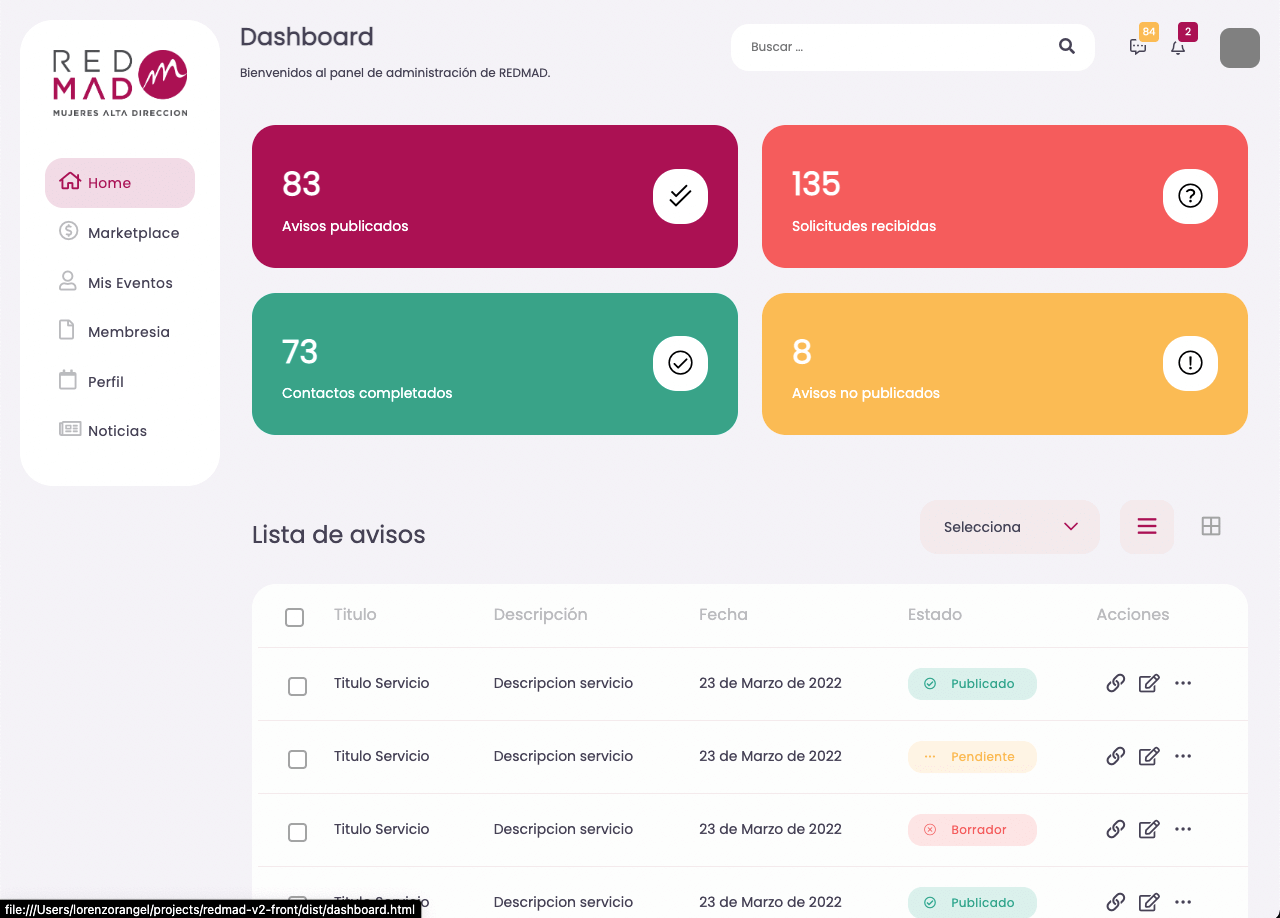 RED
MAD
MUJERES ALTA DIRECCION
Home
Marketplace
Mis Eventos
Membresia
Perfil
Noticias
Dashboard
Bienvenidos al panel de administración de REDMAD.
Buscar ...
84
2
83
Avisos publicados
135
Solicitudes recibidas
73
Contactos completados
8
Avisos no publicados
Lista de avisos
Selecciona
Titulo Descripción Fecha Estado Acciones
Titulo Servicio Descripcion servicio 23 de Marzo de 2022 Publicado
Titulo Servicio Descripcion servicio 23 de Marzo de 2022 Pendiente
Titulo Servicio Descripcion servicio 23 de Marzo de 2022 Borrador
Titulo Servicio Descripcion servicio 23 de Marzo de 2022 Publicado
file:///Users/lorenzorangel/projects/redmad-v2-front/dist/dashboard.html